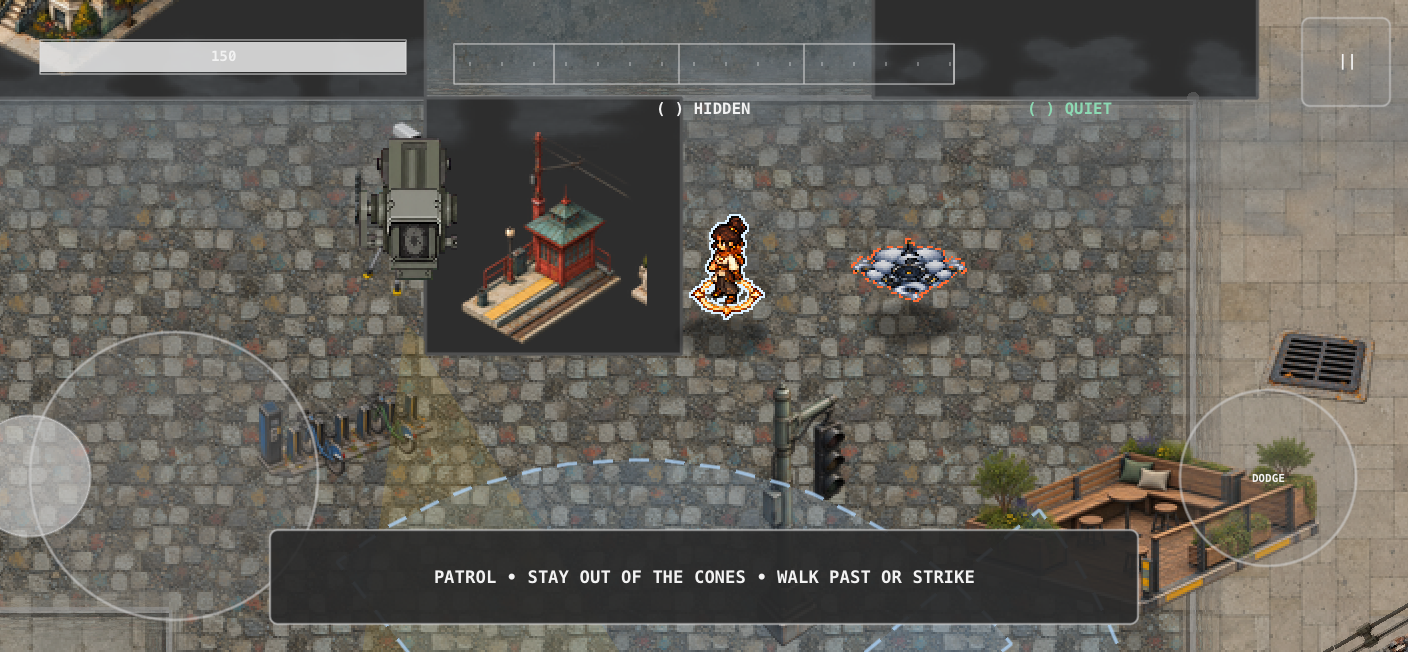 150
( ) HIDDEN
( ) QUIET
||
DODGE
PATROL • STAY OUT OF THE CONES • WALK PAST OR STRIKE